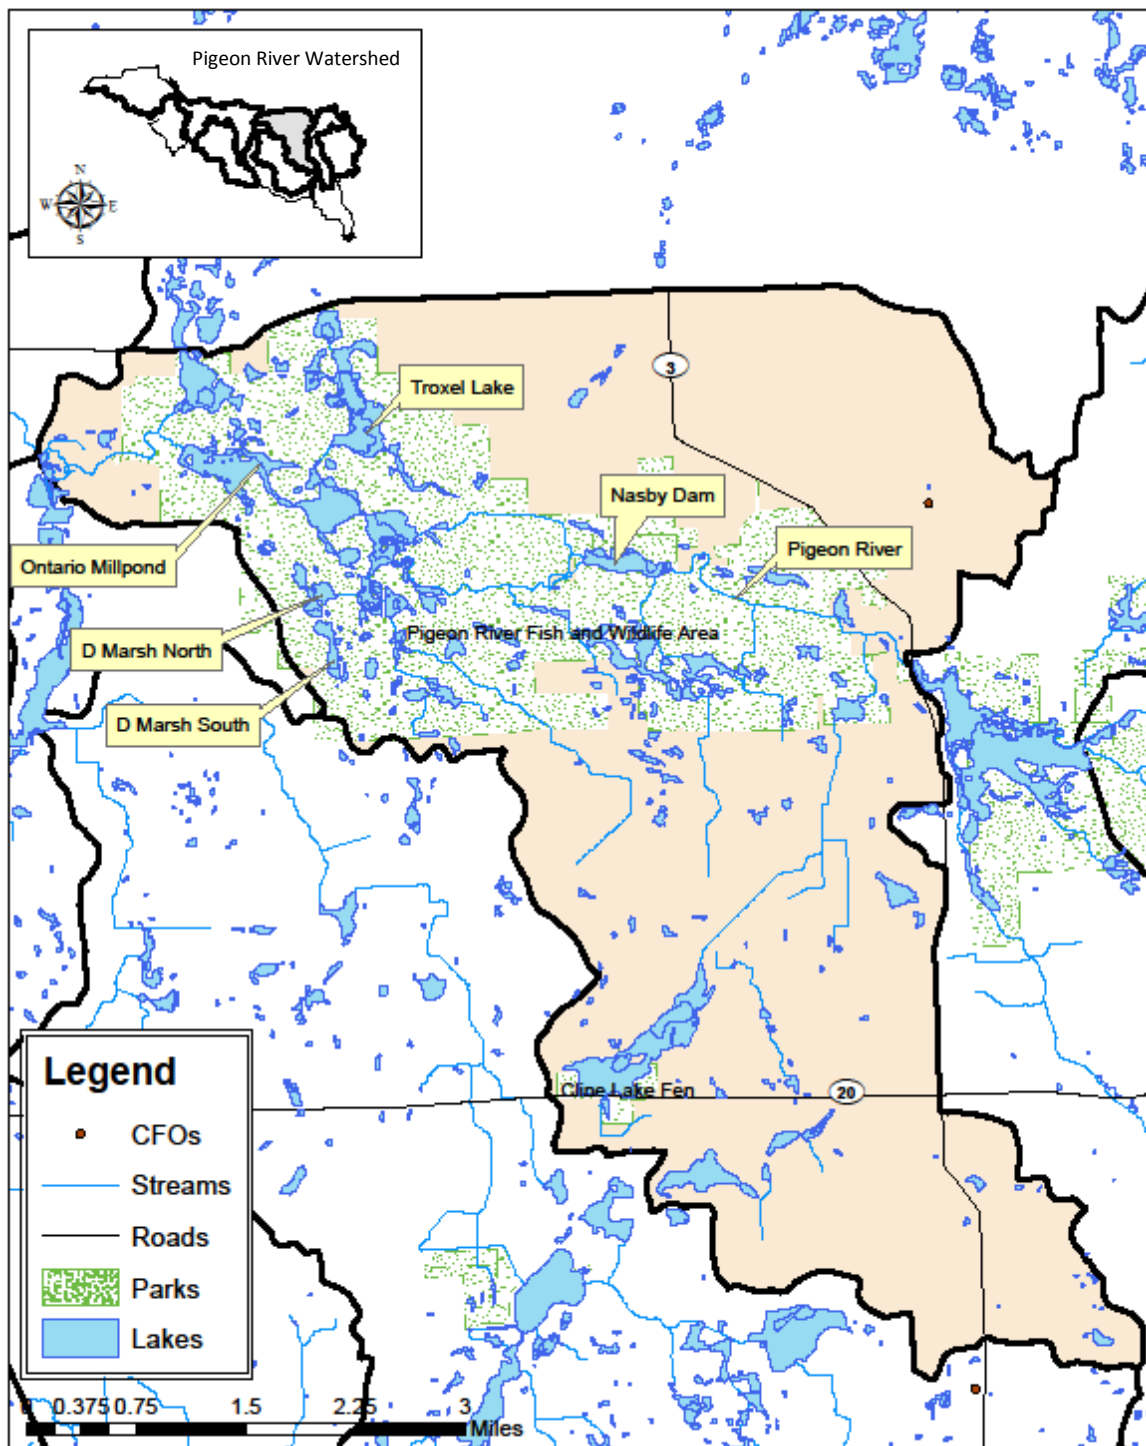 Pigeon River Watershed
N
W E
S
3
Troxel Lake
Nasby Dam
Pigeon River
Ontario Millpond
Pigeon River Fish and Wildlife Area
D Marsh North
D Marsh South
Cline Lake Fen
20
Legend
CFOs
Streams
Roads
Parks
Lakes
0 0.375 0.75 1.5 2.25 3
Miles